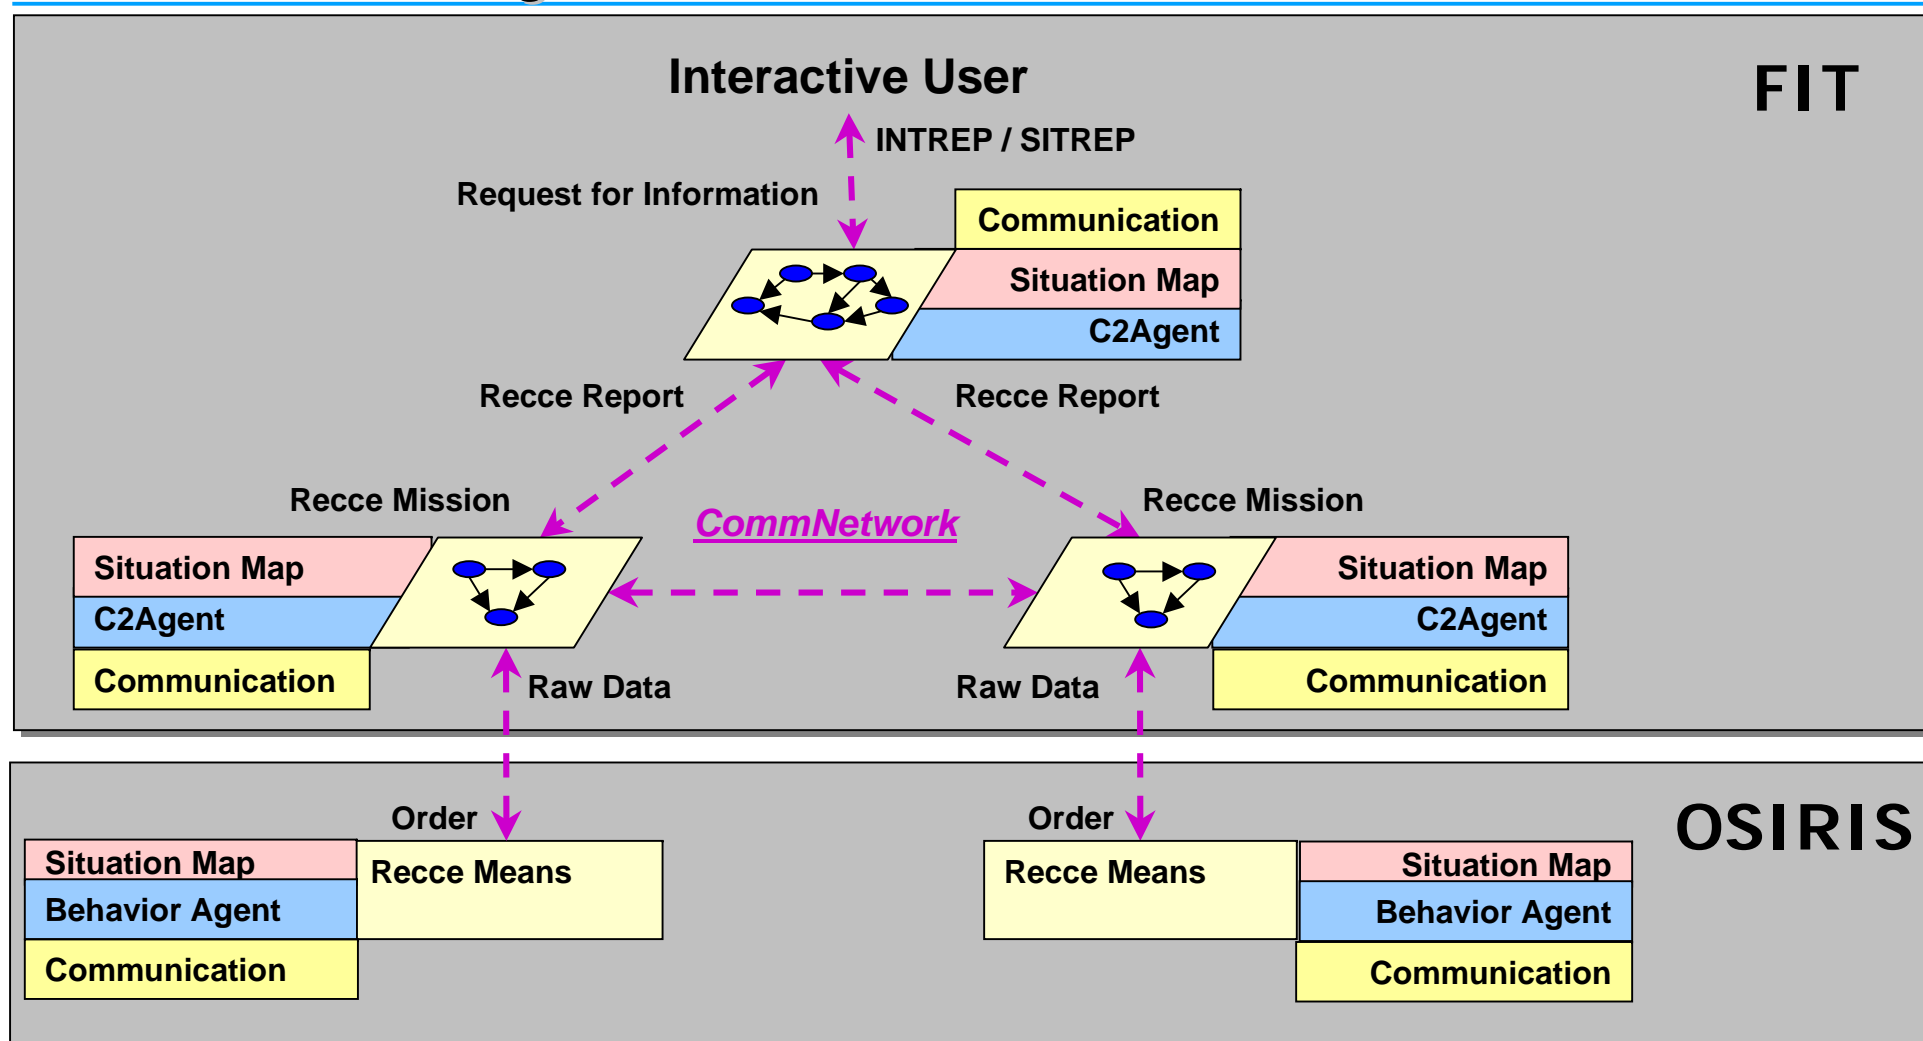 Interactive User
FIT
INTREP / SITREP
Request for Information
Communication
Situation Map
C2Agent
Recce Report
Recce Report
Recce Mission
Recce Mission
CommNetwork
Situation Map
C2Agent
Communication
Situation Map
C2Agent
Communication
Raw Data
Raw Data
OSIRIS
Order
Order
Situation Map
Behavior Agent
Communication
Recce Means
Recce Means
Situation Map
Behavior Agent
Communication